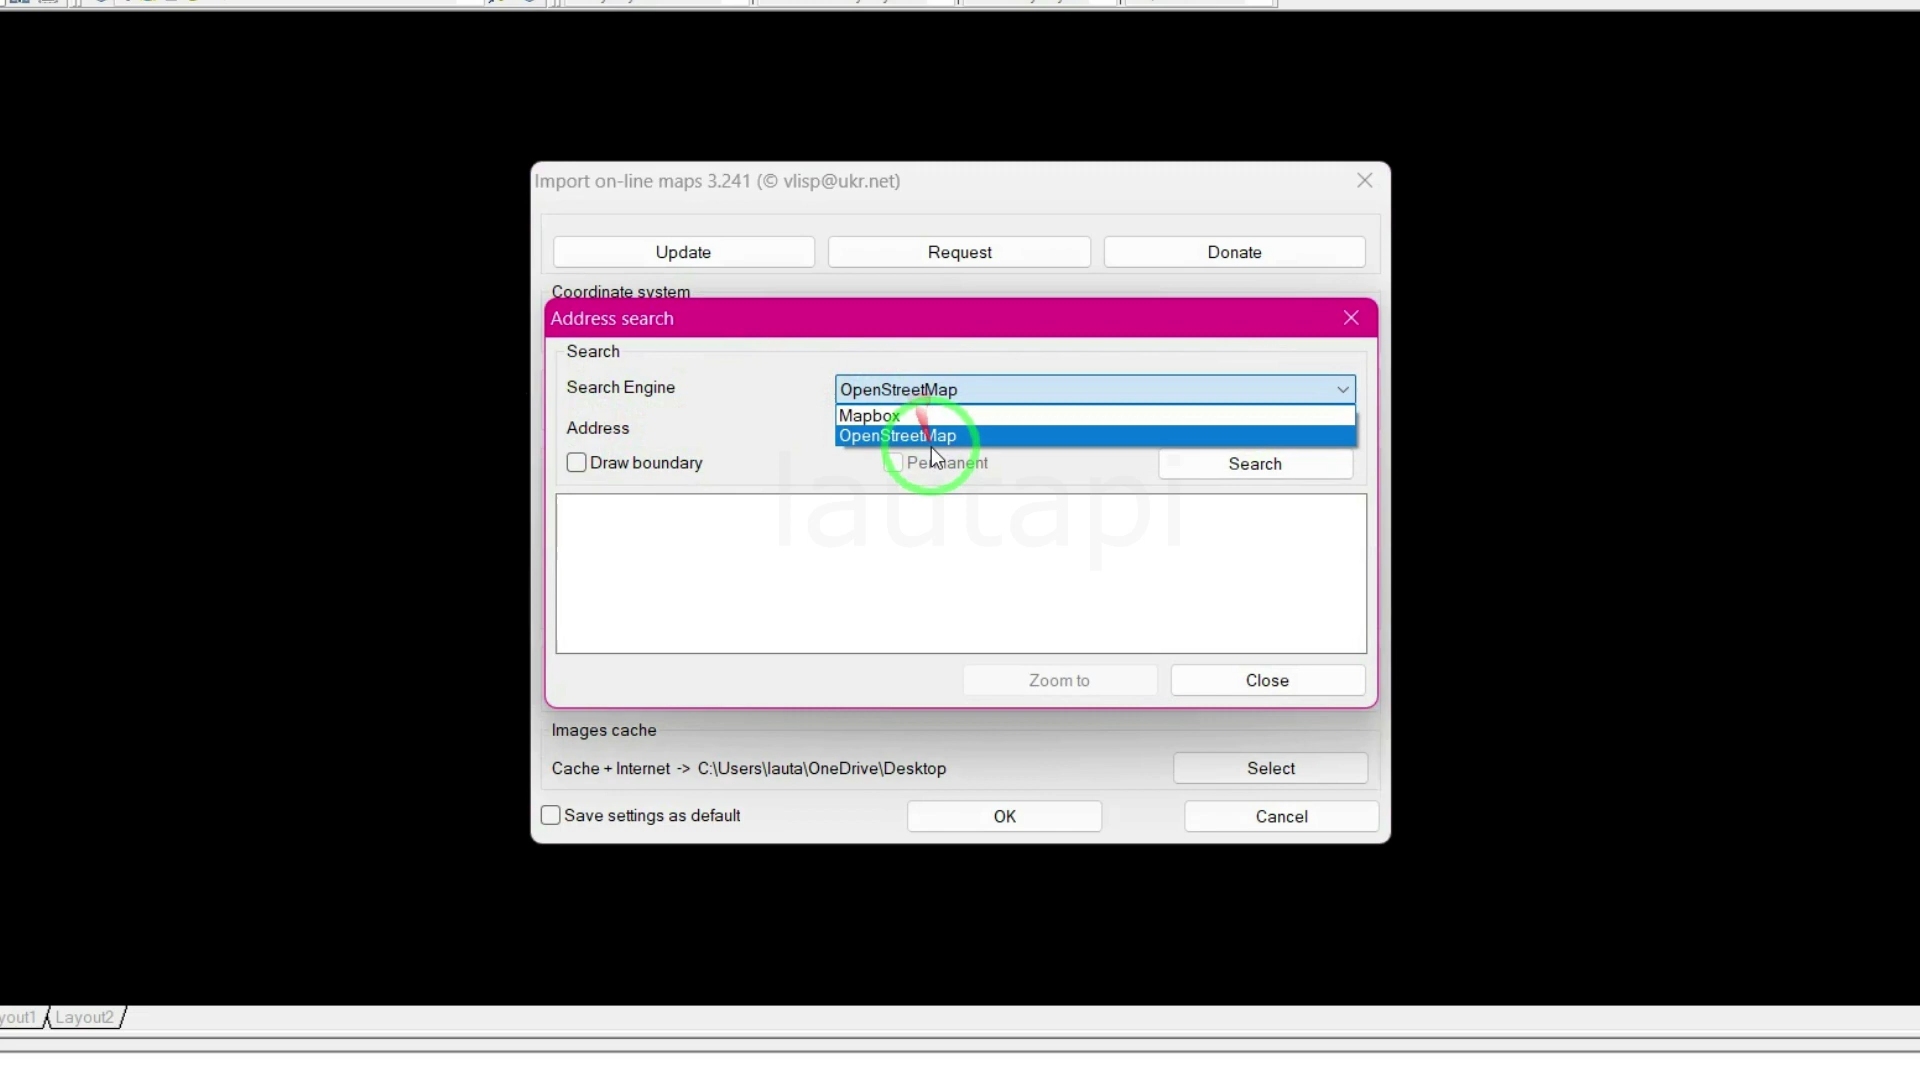 Import on-line maps 3.241 (© vlisp@ukr.net)
Update Request Donate
Coordinate system
Address search
Search
Search Engine OpenStreetMap
Mapbox
Address OpenStreetMap
Draw boundary Permanent Search
lautapi
Zoom to Close
Images cache
Cache + Internet -> C:\Users\lauta\OneDrive\Desktop Select
Save settings as default OK Cancel
yout1 Layout2